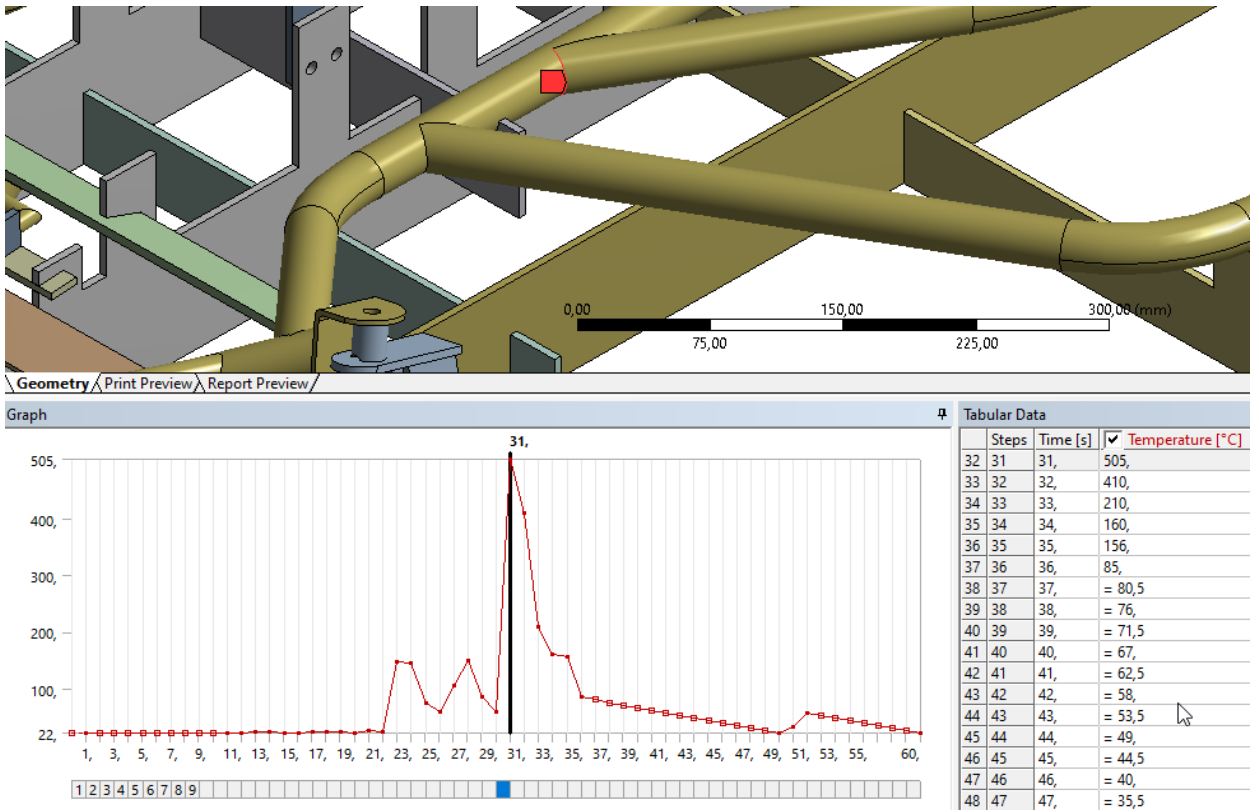 0,00 150,00 300,00 (mm)
75,00 225,00
Geometry Print Preview Report Preview
Graph
Tabular Data
31,
505,
400,
300,
200,
100,
22,
1, 3, 5, 7, 9, 11, 13, 15, 17, 19, 21, 23, 25, 27, 29, 31, 33, 35, 37, 39, 41, 43, 45, 47, 49, 51, 53, 55, 60,
1 2 3 4 5 6 7 8 9
Steps Time [s] Temperature [°C]
32 31 31, 505,
33 32 32, 410,
34 33 33, 210,
35 34 34, 160,
36 35 35, 156,
37 36 36, 85,
38 37 37, = 80,5
39 38 38, = 76,
40 39 39, = 71,5
41 40 40, = 67,
42 41 41, = 62,5
43 42 42, = 58,
44 43 43, = 53,5
45 44 44, = 49,
46 45 45, = 44,5
47 46 46, = 40,
48 47 47, = 35,5